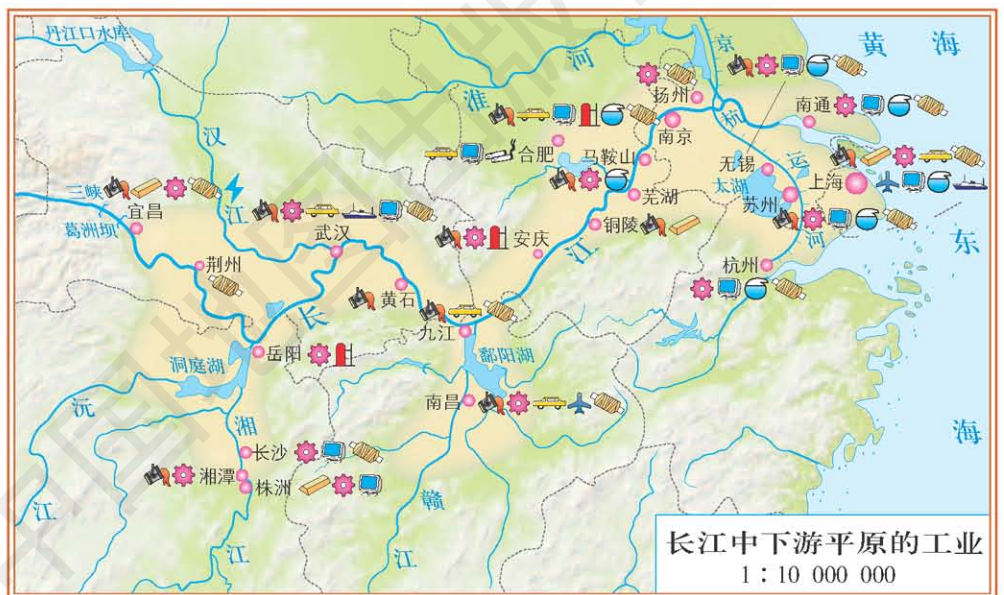 丹江口水库
黄海
京
淮河
扬州
南通
汉
杭
南京
合肥
马鞍山
无锡
运
太湖
上海
三峡
宜昌
芜湖
苏州
江
葛洲坝
武汉
安庆
铜陵
河
东
荆州
江
杭州
黄石
长
九江
岳阳
洞庭湖
鄱阳湖
沅
南昌
湘
海
长沙
湘潭
株洲
赣
江
江
江
长江中下游平原的工业
1∶10 000 000